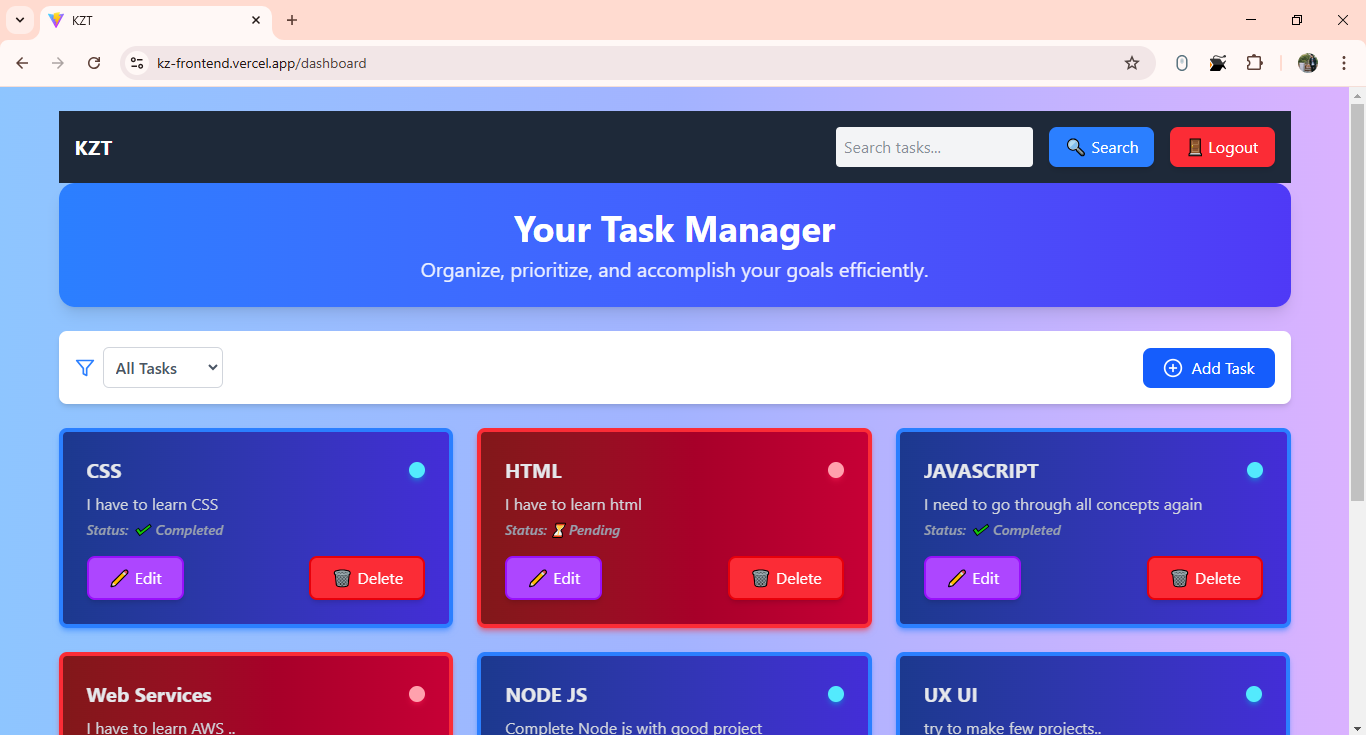 KZT
kz-frontend.vercel.app/dashboard
KZT
Search tasks...
🔍 Search
🚪 Logout
Your Task Manager
Organize, prioritize, and accomplish your goals efficiently.
All Tasks
Add Task
CSS
I have to learn CSS
Status: ✅ Completed
✏️ Edit
🗑️ Delete
HTML
I have to learn html
Status: ⏳ Pending
✏️ Edit
🗑️ Delete
JAVASCRIPT
I need to go through all concepts again
Status: ✅ Completed
✏️ Edit
🗑️ Delete
Web Services
I have to learn AWS ..
NODE JS
Complete Node js with good project
UX UI
try to make few projects..